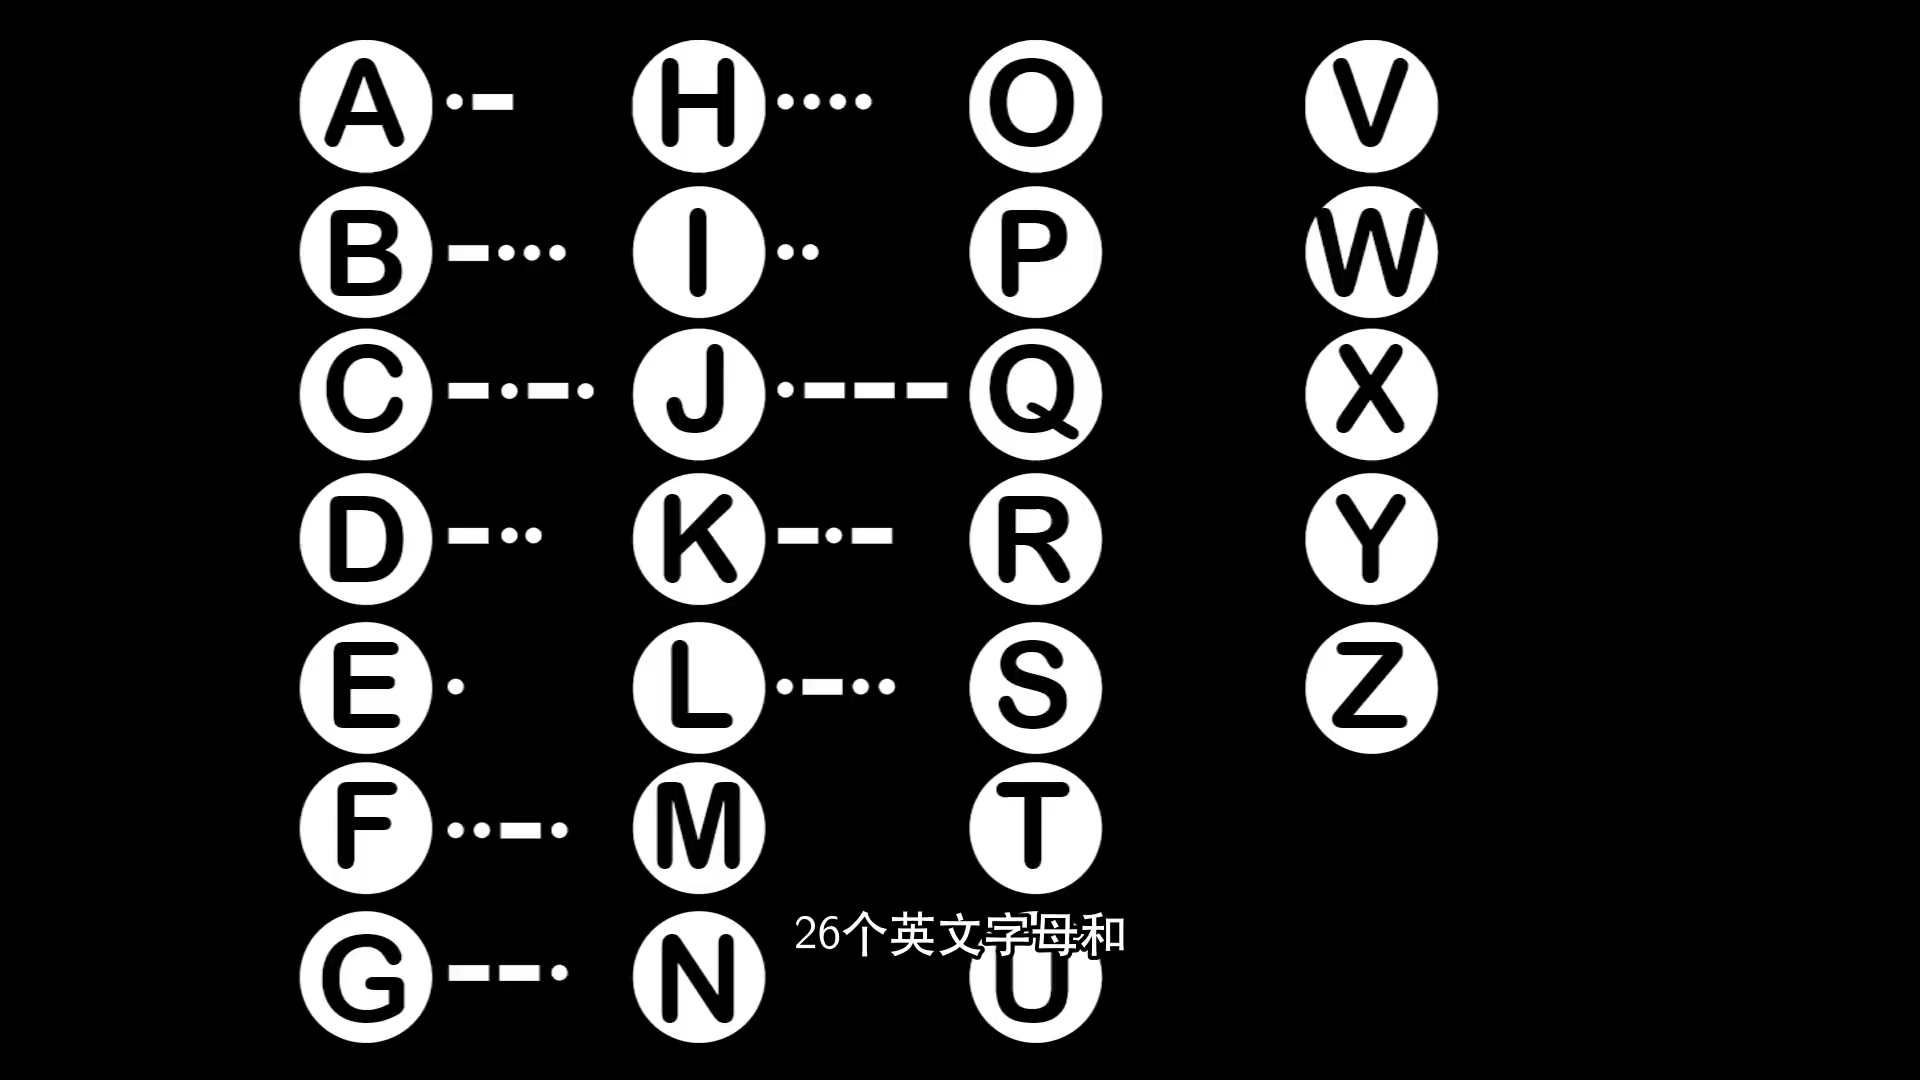 A ·− H ···· O V
B −··· I ·· P W
C −·−· J ·−−− Q X
D −·· K −·− R Y
E · L ·−·· S Z
F ··−· M T
G −−· N U
26个英文字母和